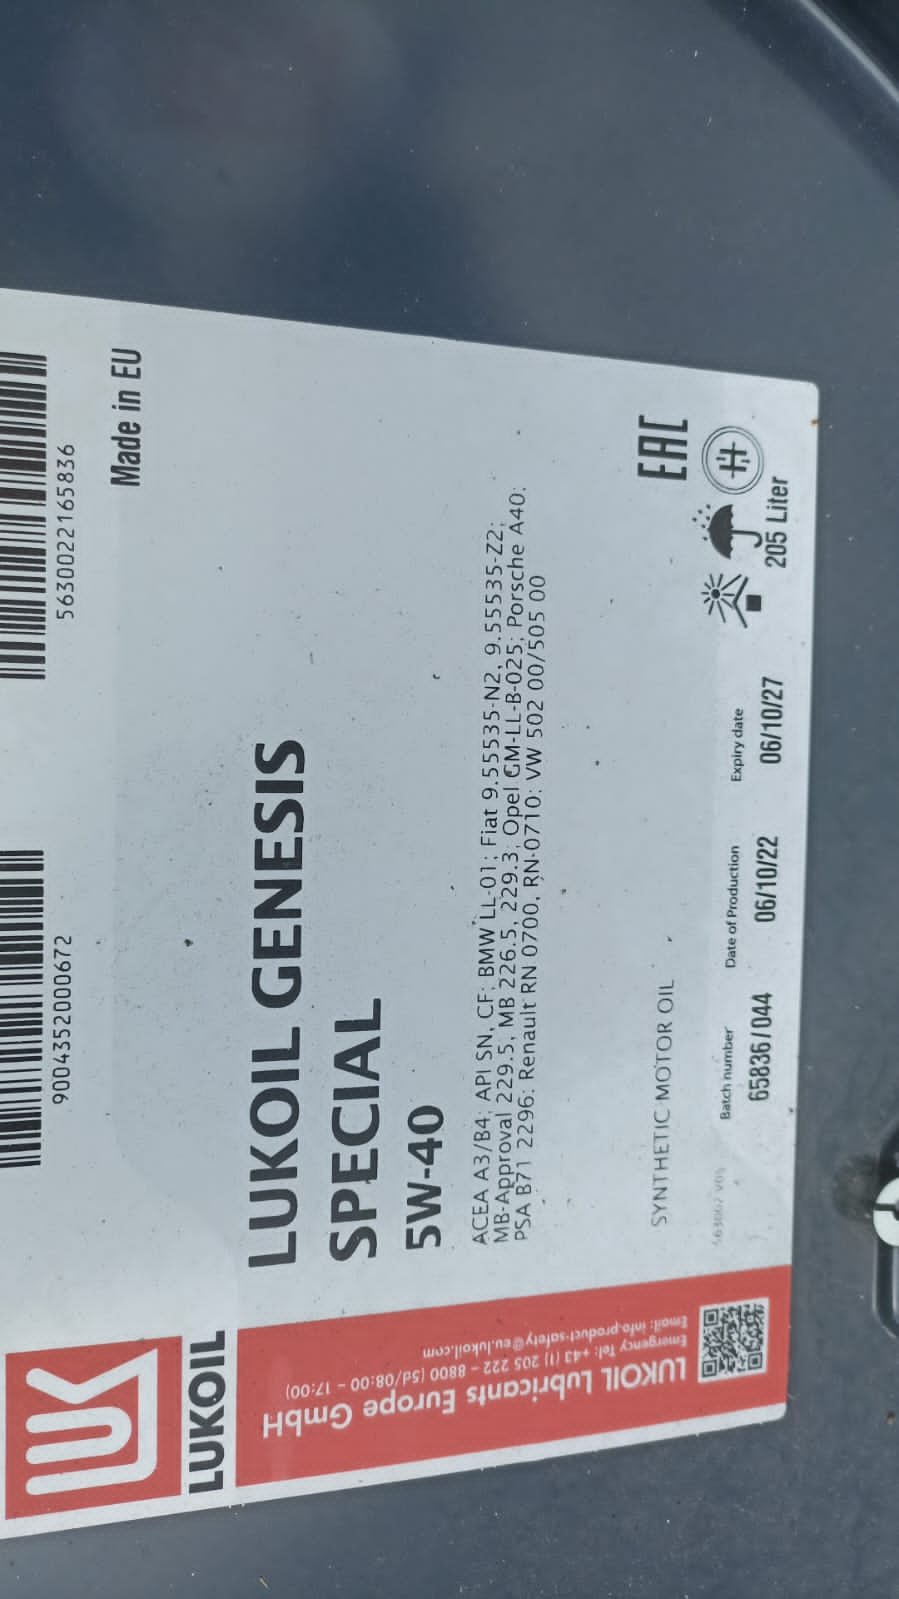 LUKOIL
9004352000672
5630022165836
Made in EU
LUKOIL GENESIS
SPECIAL
5W-40
ACEA A3/B4; API SN, CF; BMW LL-01; Fiat 9.55535-N2, 9.55535-Z2;
MB-Approval 229.5, MB 226.5, 229.3; Opel GM-LL-B-025; Porsche A40;
PSA B71 2296; Renault RN 0700, RN-0710; VW 502 00/505 00
SYNTHETIC MOTOR OIL
EAC
Batch number
65836/044
Date of Production
06/10/22
Expiry date
06/10/27
205 Liter
LUKOIL Lubricants Europe GmbH
Emergency Tel: +43 (1) 205 222 – 8800 (5d/08:00 – 17:00)
Email: info.product-safety@eu.lukoil.com